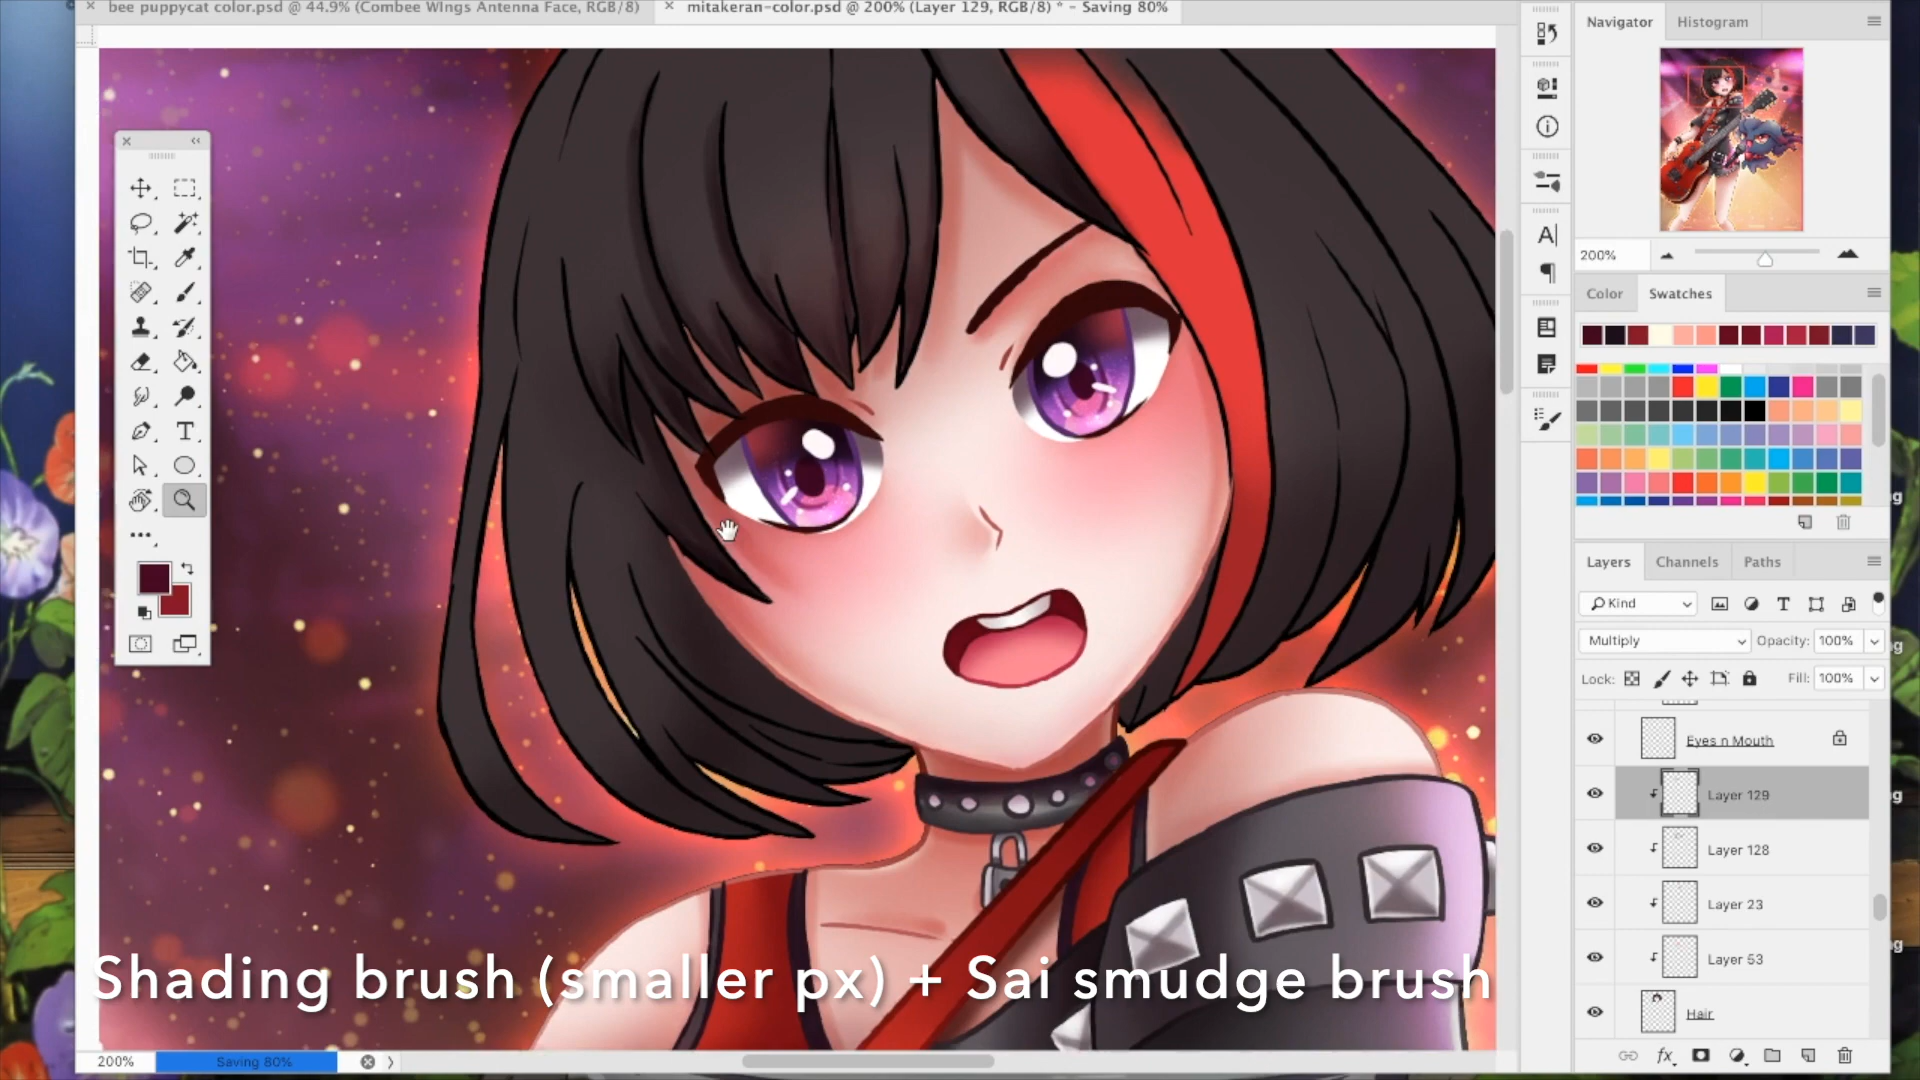 bee puppycat color.psd @ 44.9% (Combee WIngs Antenna Face, RGB/8)
mitakeran-color.psd @ 200% (Layer 129, RGB/8) * - Saving 80%
Navigator
Histogram
200%
Color
Swatches
Layers
Channels
Paths
Kind
Multiply
Opacity: 100%
Lock:
Fill: 100%
Eyes n Mouth
Layer 129
Layer 128
Layer 23
Layer 53
Hair
Shading brush (smaller px) + Sai smudge brush
200%
Saving 80%